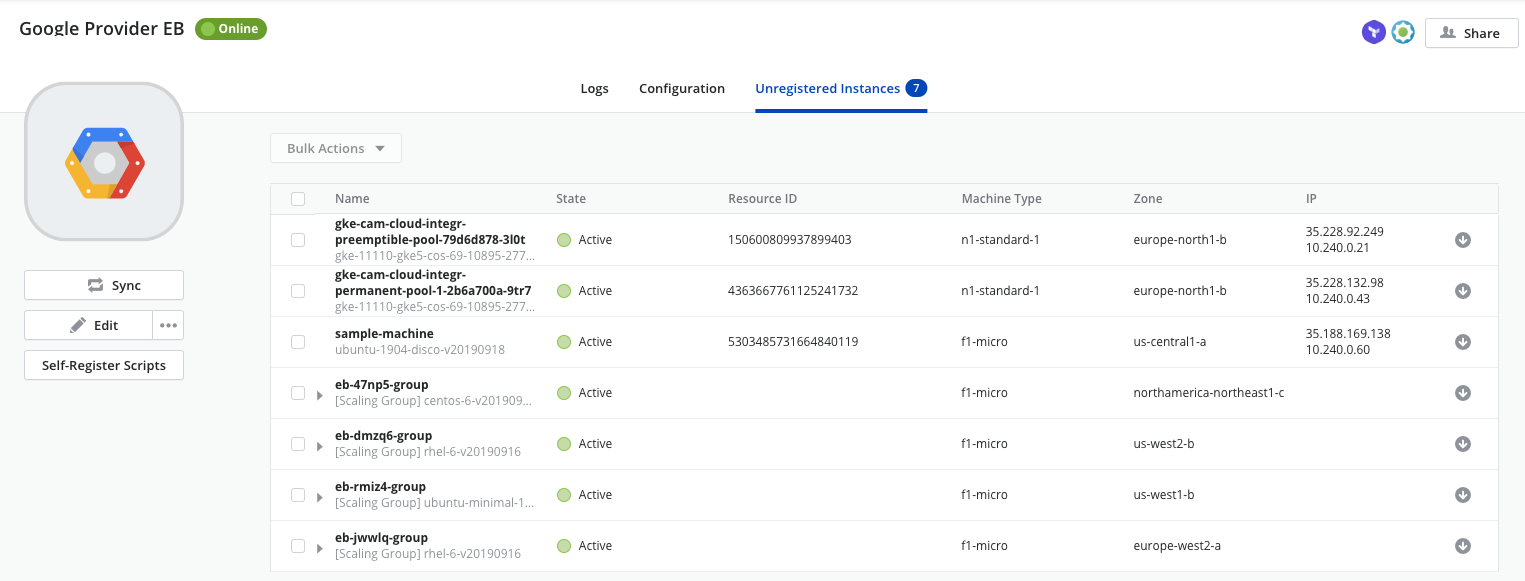 Google Provider EB Online
Share
Logs Configuration Unregistered Instances 7
Bulk Actions
Sync
Edit
Self-Register Scripts
Name State Resource ID Machine Type Zone IP
gke-cam-cloud-integr-
preemptible-pool-79d6d878-3l0t
gke-11110-gke5-cos-69-10895-277...
Active 150600809937899403 n1-standard-1 europe-north1-b
35.228.92.249
10.240.0.21
gke-cam-cloud-integr-
permanent-pool-1-2b6a700a-9tr7
gke-11110-gke5-cos-69-10895-277...
Active 4363667761125241732 n1-standard-1 europe-north1-b
35.228.132.98
10.240.0.43
sample-machine
ubuntu-1904-disco-v20190918
Active 5303485731664840119 f1-micro us-central1-a
35.188.169.138
10.240.0.60
eb-47np5-group
[Scaling Group] centos-6-v201909...
Active f1-micro northamerica-northeast1-c
eb-dmzq6-group
[Scaling Group] rhel-6-v20190916
Active f1-micro us-west2-b
eb-rmiz4-group
[Scaling Group] ubuntu-minimal-1...
Active f1-micro us-west1-b
eb-jwwlq-group
[Scaling Group] rhel-6-v20190916
Active f1-micro europe-west2-a